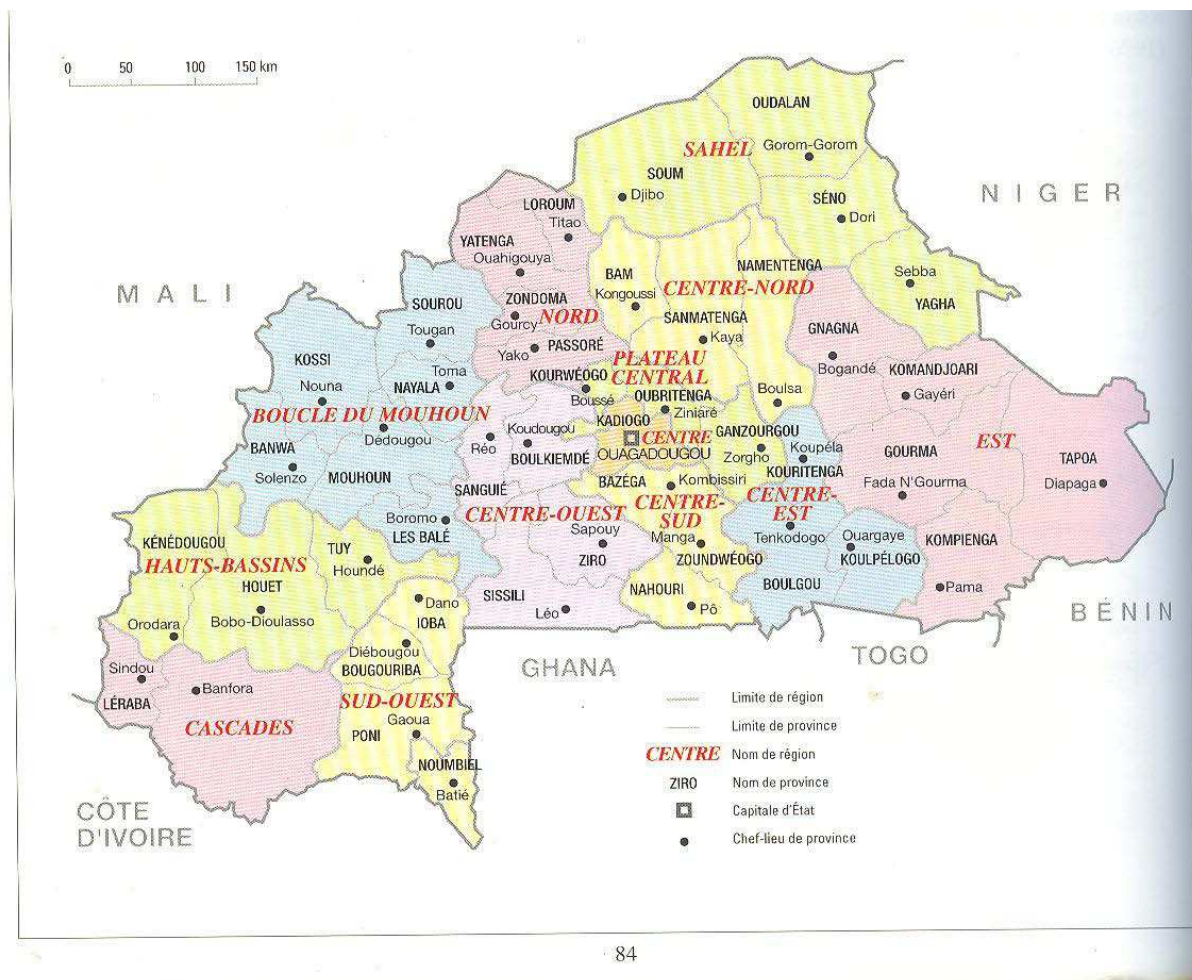 0 50 100 150 km
OUDALAN
Gorom-Gorom
SAHEL
SOUM
Djibo
SÉNO
Dori
NIGER
LOROUM
Titao
YATENGA
Ouahigouya
BAM
Kongoussi
NAMENTENGA
CENTRE-NORD
Sebba
YAGHA
MALI
SOUROU
Tougan
ZONDOMA
NORD
Gourcy
SANMATENGA
Kaya
GNAGNA
Bogandé
KOSSI
Nouna
Yako
PASSORÉ
PLATEAU
CENTRAL
KOMANDJOARI
Gayéri
Toma
NAYALA
KOURWÉOGO
Boussé
OUBRITENGA
Ziniaré
Boulsa
BOUCLE DU MOUHOUN
Dédougou
Koudougou
KADIOGO
CENTRE
OUAGADOUGOU
GANZOURGOU
Zorgho
Koupéla
KOURITENGA
EST
BANWA
Solenzo
MOUHOUN
Réo
BOULKIEMDÉ
GOURMA
Fada N'Gourma
TAPOA
Diapaga
SANGUIÉ
BAZÉGA
Kombissiri
CENTRE-OUEST
CENTRE-
SUD
CENTRE-
EST
Boromo
LES BALÉ
Sapouy
ZIRO
Manga
ZOUNDWÉOGO
Tenkodogo
Ouargaye
KOULPÉLOGO
KOMPIENGA
Pama
KÉNÉDOUGOU
HAUTS-BASSINS
TUY
Houndé
HOUET
Bobo-Dioulasso
Orodara
SISSILI
Léo
NAHOURI
Pô
BOULGOU
BÉNIN
Dano
IOBA
Diébougou
BOUGOURIBA
GHANA
TOGO
Sindou
LÉRABA
Banfora
CASCADES
SUD-OUEST
Gaoua
PONI
NOUMBIEL
Batié
CÔTE
D'IVOIRE
Limite de région
Limite de province
CENTRE Nom de région
ZIRO Nom de province
Capitale d'État
Chef-lieu de province
84